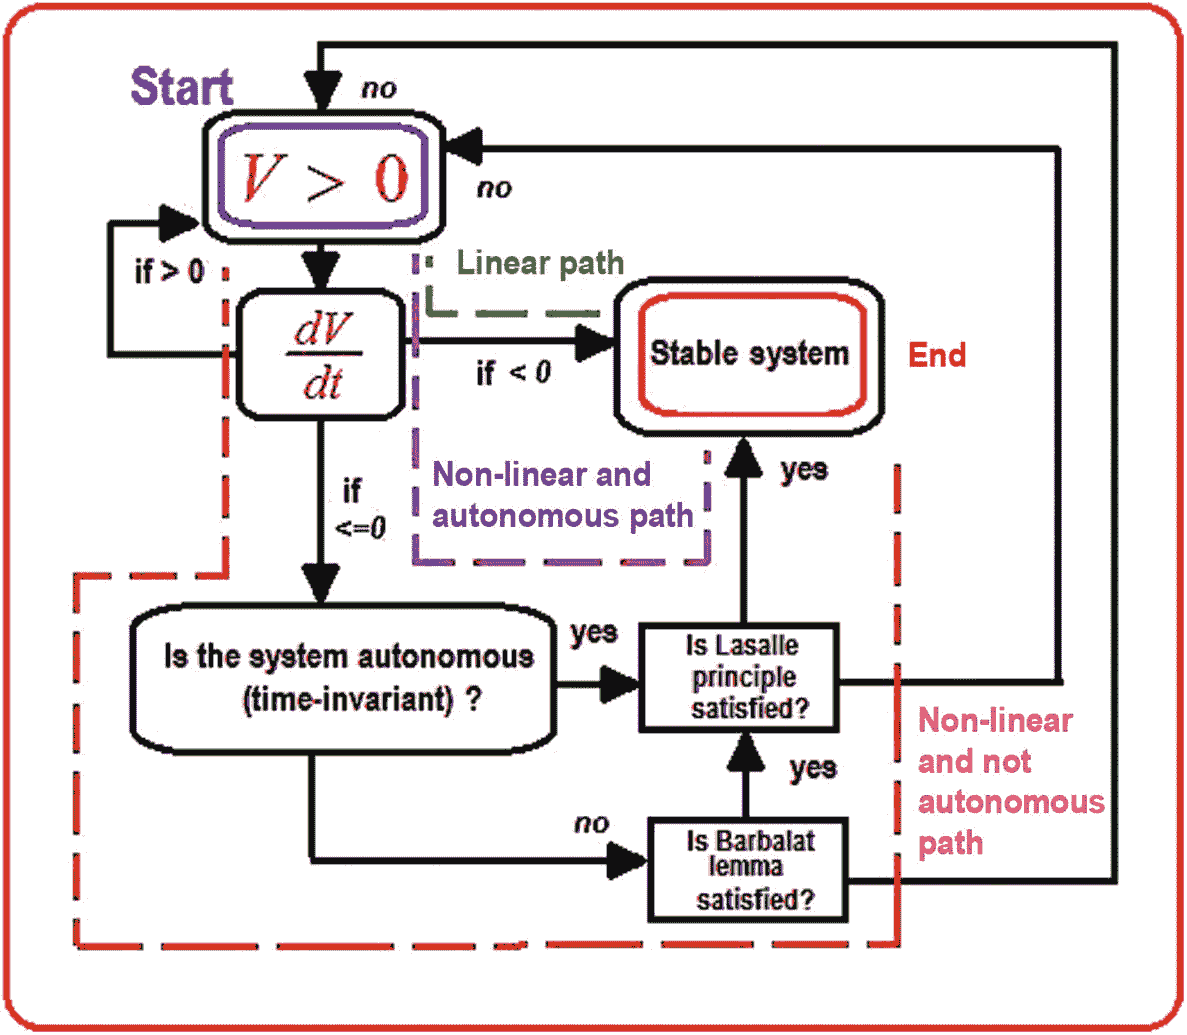 Start
no
V > 0
no
if > 0
Linear path
dV
dt
if < 0
Stable system
End
if
<=0
Non-linear and
autonomous path
yes
Is the system autonomous
(time-invariant) ?
yes
Is Lasalle
principle
satisfied?
Non-linear
and not
autonomous
path
yes
no
Is Barbalat
lemma
satisfied?